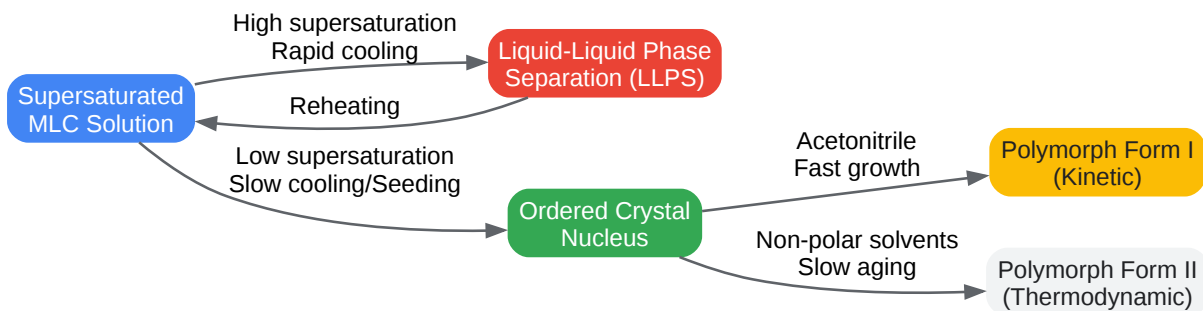 High supersaturation
Rapid cooling
Liquid-Liquid Phase
Separation (LLPS)
Supersaturated
MLC Solution
Reheating
Low supersaturation
Slow cooling/Seeding
Ordered Crystal
Nucleus
Acetonitrile
Fast growth
Polymorph Form I
(Kinetic)
Non-polar solvents
Slow aging
Polymorph Form II
(Thermodynamic)